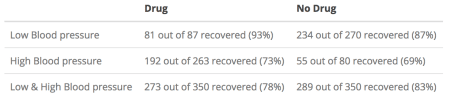 Drug No Drug
Low Blood pressure 81 out of 87 recovered (93%) 234 out of 270 recovered (87%)
High Blood pressure 192 out of 263 recovered (73%) 55 out of 80 recovered (69%)
Low & High Blood pressure 273 out of 350 recovered (78%) 289 out of 350 recovered (83%)